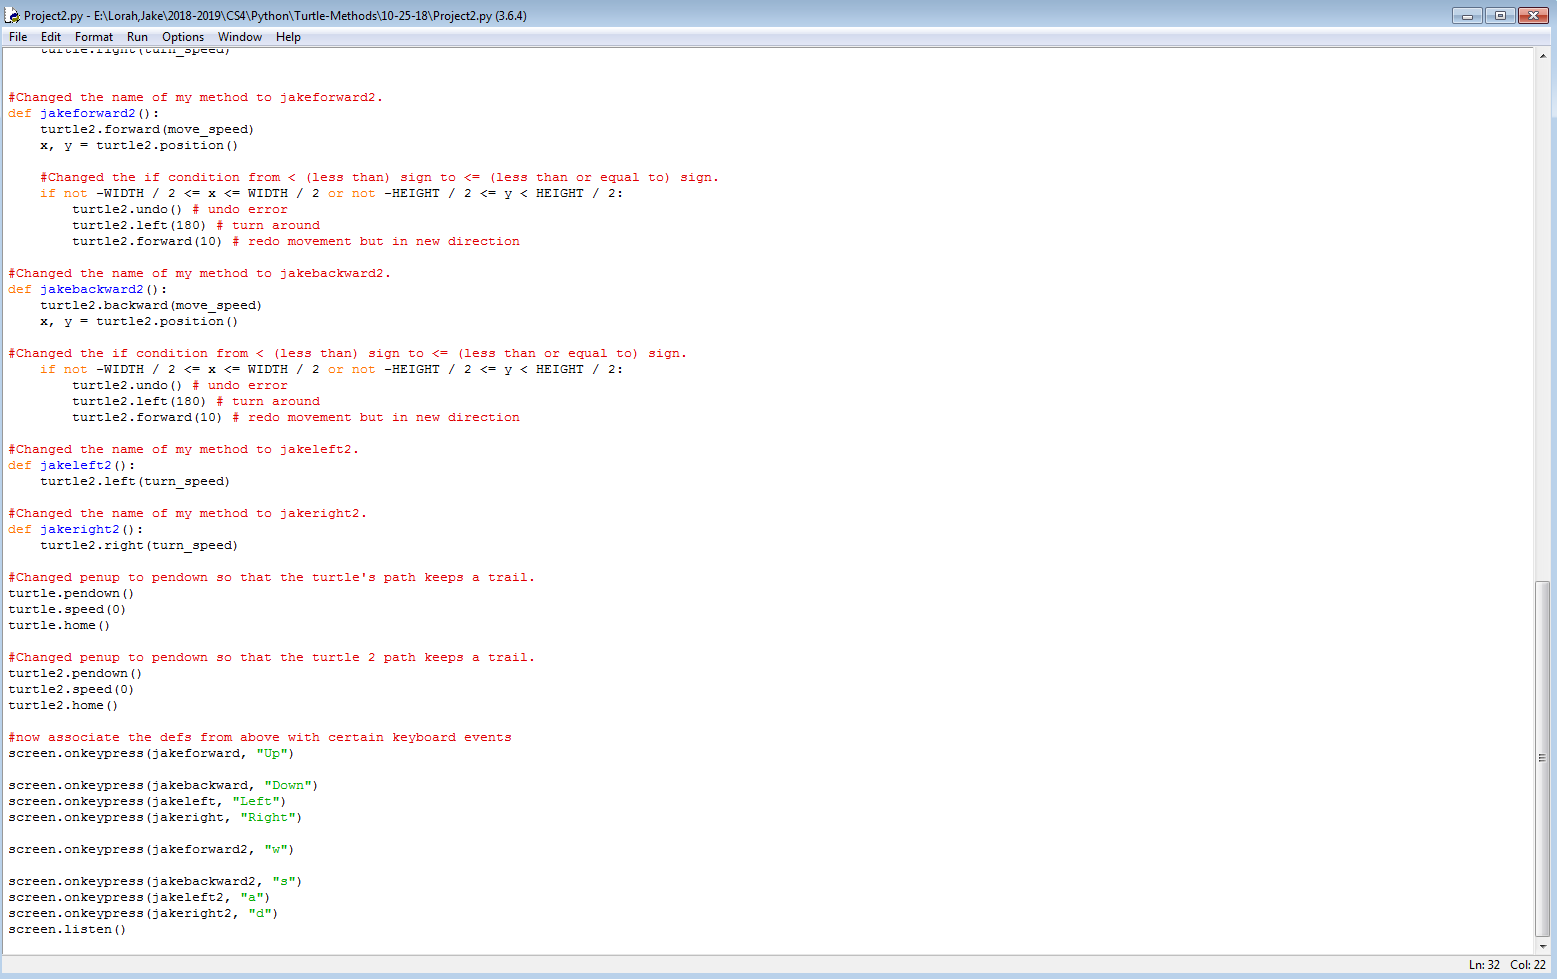 Project2.py - E:\Lorah,Jake\2018-2019\CS4\Python\Turtle-Methods\10-25-18\Project2.py (3.6.4)
File Edit Format Run Options Window Help
    turtle.right(turn_speed)
#Changed the name of my method to jakeforward2.
def jakeforward2():
    turtle2.forward(move_speed)
    x, y = turtle2.position()
    #Changed the if condition from < (less than) sign to <= (less than or equal to) sign.
    if not -WIDTH / 2 <= x <= WIDTH / 2 or not -HEIGHT / 2 <= y < HEIGHT / 2:
        turtle2.undo() # undo error
        turtle2.left(180) # turn around
        turtle2.forward(10) # redo movement but in new direction
#Changed the name of my method to jakebackward2.
def jakebackward2():
    turtle2.backward(move_speed)
    x, y = turtle2.position()
#Changed the if condition from < (less than) sign to <= (less than or equal to) sign.
    if not -WIDTH / 2 <= x <= WIDTH / 2 or not -HEIGHT / 2 <= y < HEIGHT / 2:
        turtle2.undo() # undo error
        turtle2.left(180) # turn around
        turtle2.forward(10) # redo movement but in new direction
#Changed the name of my method to jakeleft2.
def jakeleft2():
    turtle2.left(turn_speed)
#Changed the name of my method to jakeright2.
def jakeright2():
    turtle2.right(turn_speed)
#Changed penup to pendown so that the turtle's path keeps a trail.
turtle.pendown()
turtle.speed(0)
turtle.home()
#Changed penup to pendown so that the turtle 2 path keeps a trail.
turtle2.pendown()
turtle2.speed(0)
turtle2.home()
#now associate the defs from above with certain keyboard events
screen.onkeypress(jakeforward, "Up")
screen.onkeypress(jakebackward, "Down")
screen.onkeypress(jakeleft, "Left")
screen.onkeypress(jakeright, "Right")
screen.onkeypress(jakeforward2, "w")
screen.onkeypress(jakebackward2, "s")
screen.onkeypress(jakeleft2, "a")
screen.onkeypress(jakeright2, "d")
screen.listen()
Ln: 32 Col: 22